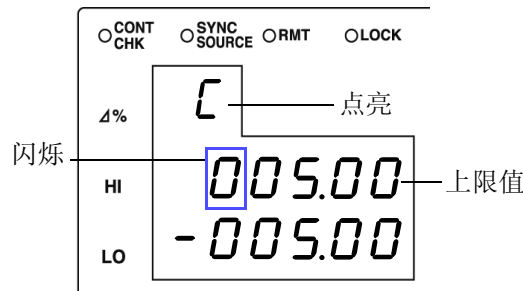 CONT CHK SYNC SOURCE RMT LOCK
⊿% C 点亮
闪烁
HI 005.00 上限值
LO -005.00